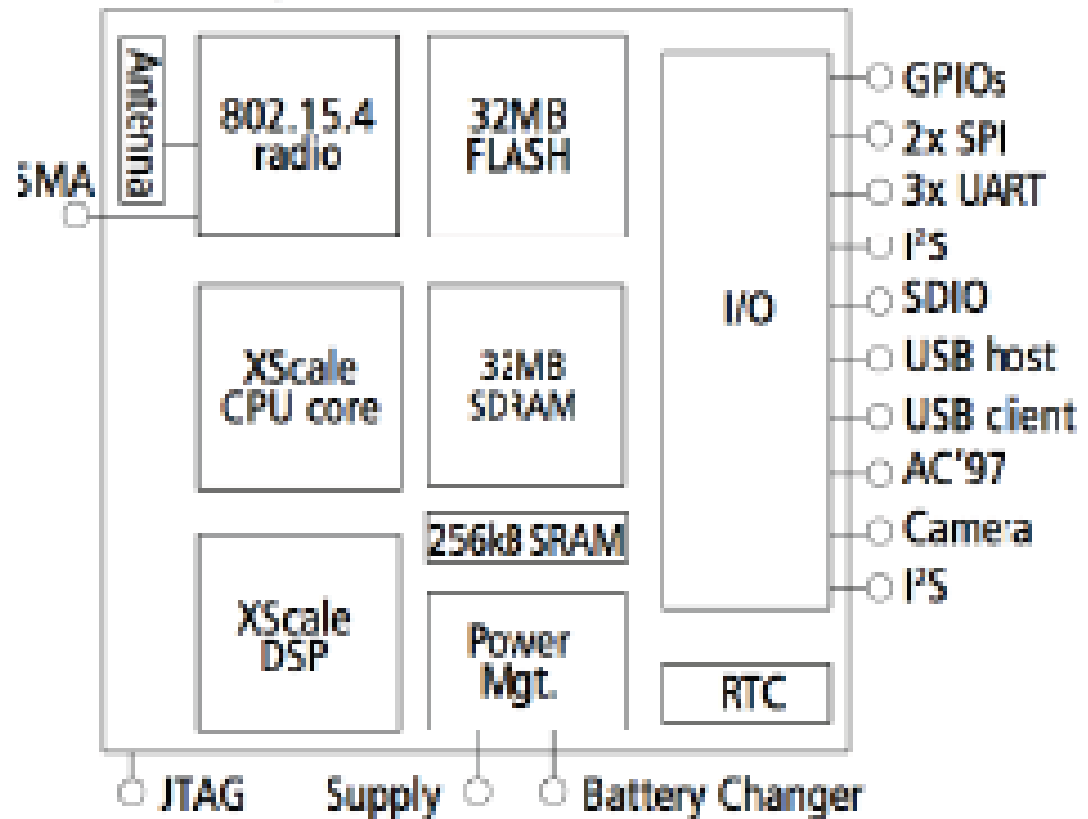 Antenna
802.15.4
radio
32MB
FLASH
SMA
XScale
CPU core
32MB
SDRAM
256kB SRAM
XScale
DSP
Power
Mgt.
I/O
RTC
GPIOs
2x SPI
3x UART
I²S
SDIO
USB host
USB client
AC'97
Camera
I²S
JTAG
Supply
Battery Changer